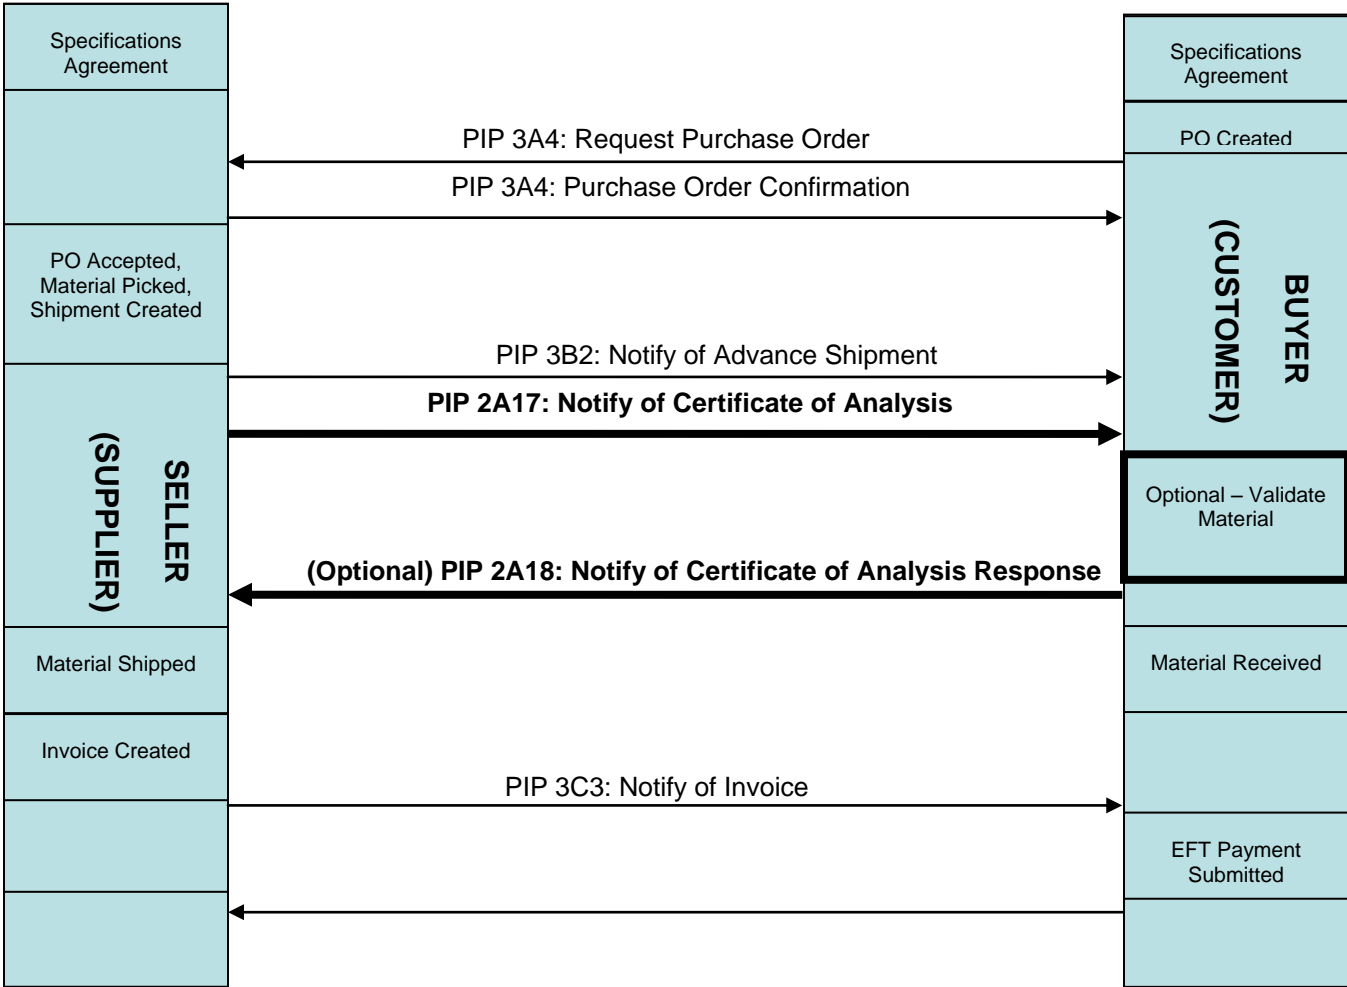 Specifications
Agreement
Specifications
Agreement
PO Created
PIP 3A4: Request Purchase Order
PIP 3A4: Purchase Order Confirmation
PO Accepted,
Material Picked,
Shipment Created
BUYER
(CUSTOMER)
PIP 3B2: Notify of Advance Shipment
PIP 2A17: Notify of Certificate of Analysis
SELLER
(SUPPLIER)
Optional – Validate
Material
(Optional) PIP 2A18: Notify of Certificate of Analysis Response
Material Shipped
Material Received
Invoice Created
PIP 3C3: Notify of Invoice
EFT Payment
Submitted